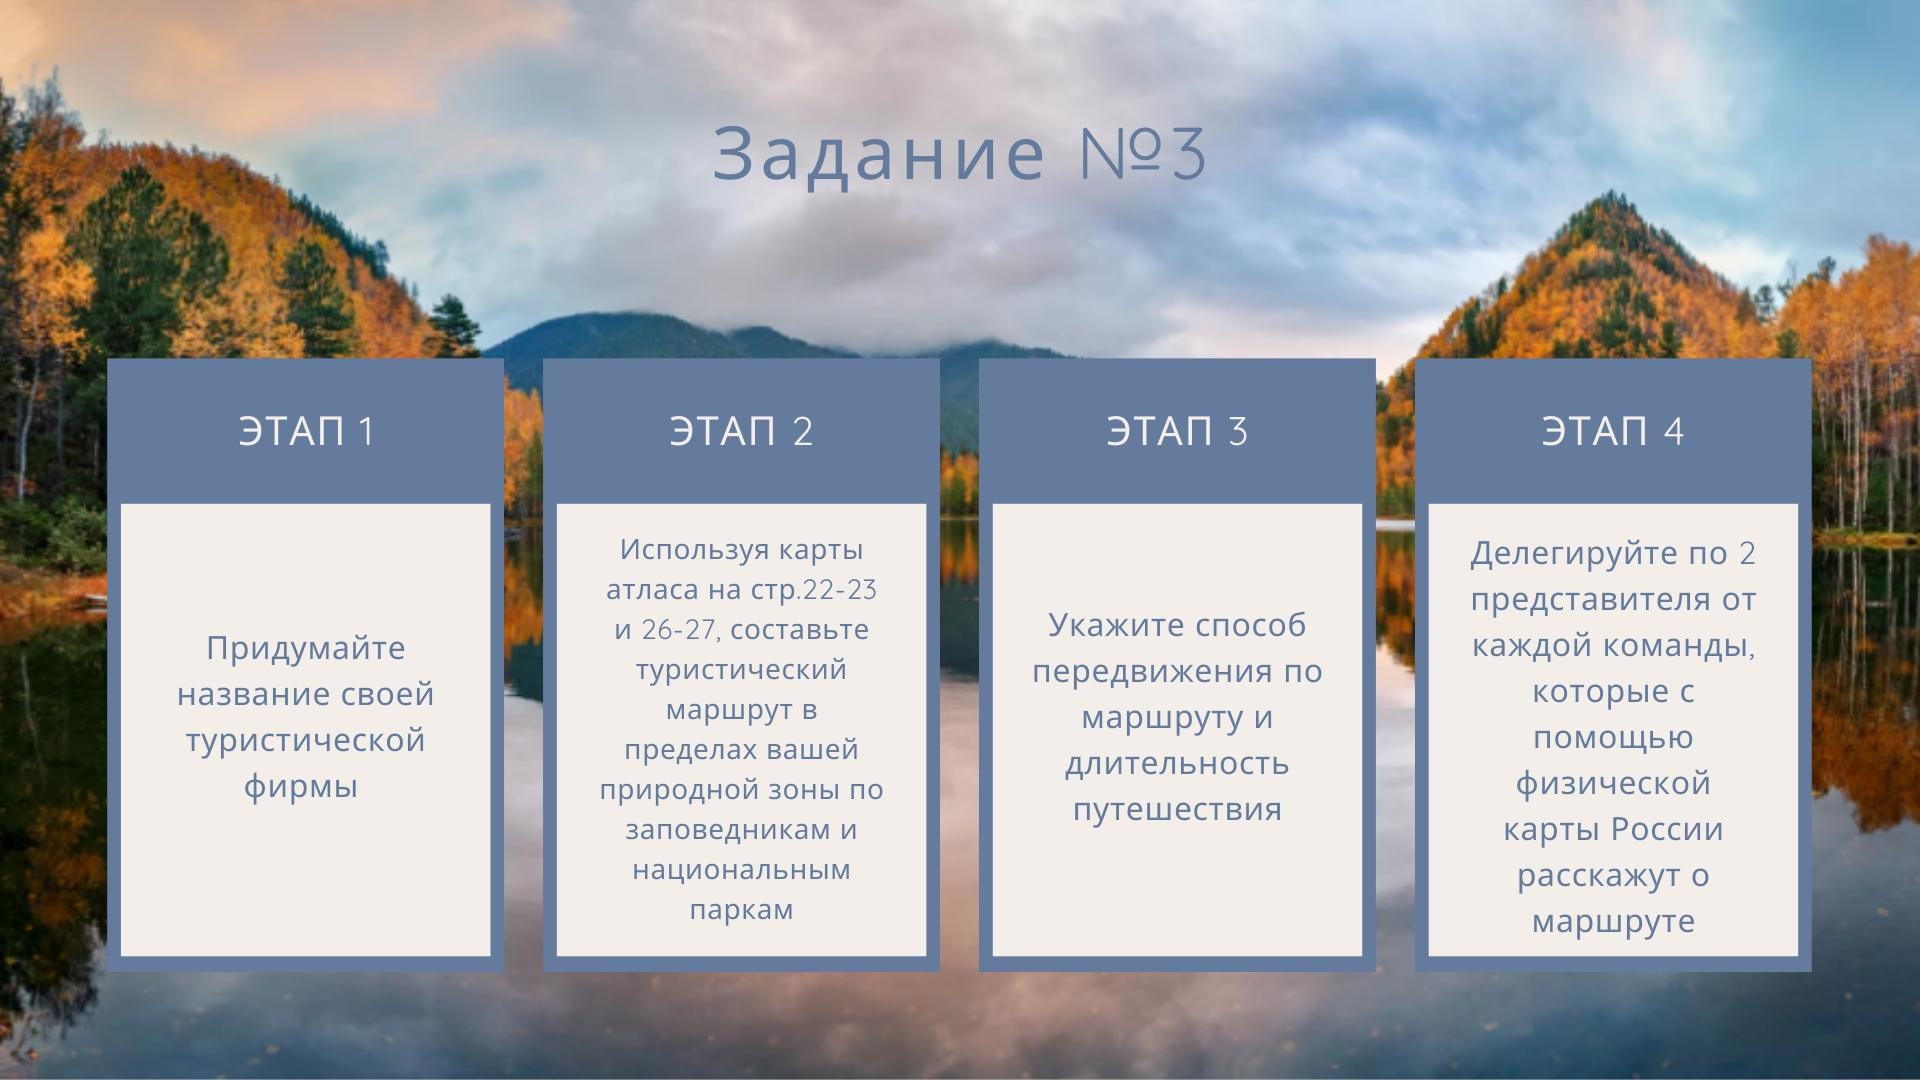 Задание №3
ЭТАП 1
Придумайте
название своей
туристической
фирмы
ЭТАП 2
Используя карты
атласа на стр.22-23
и 26-27, составьте
туристический
маршрут в
пределах вашей
природной зоны по
заповедникам и
национальным
паркам
ЭТАП 3
Укажите способ
передвижения по
маршруту и
длительность
путешествия
ЭТАП 4
Делегируйте по 2
представителя от
каждой команды,
которые с
помощью
физической
карты России
расскажут о
маршруте